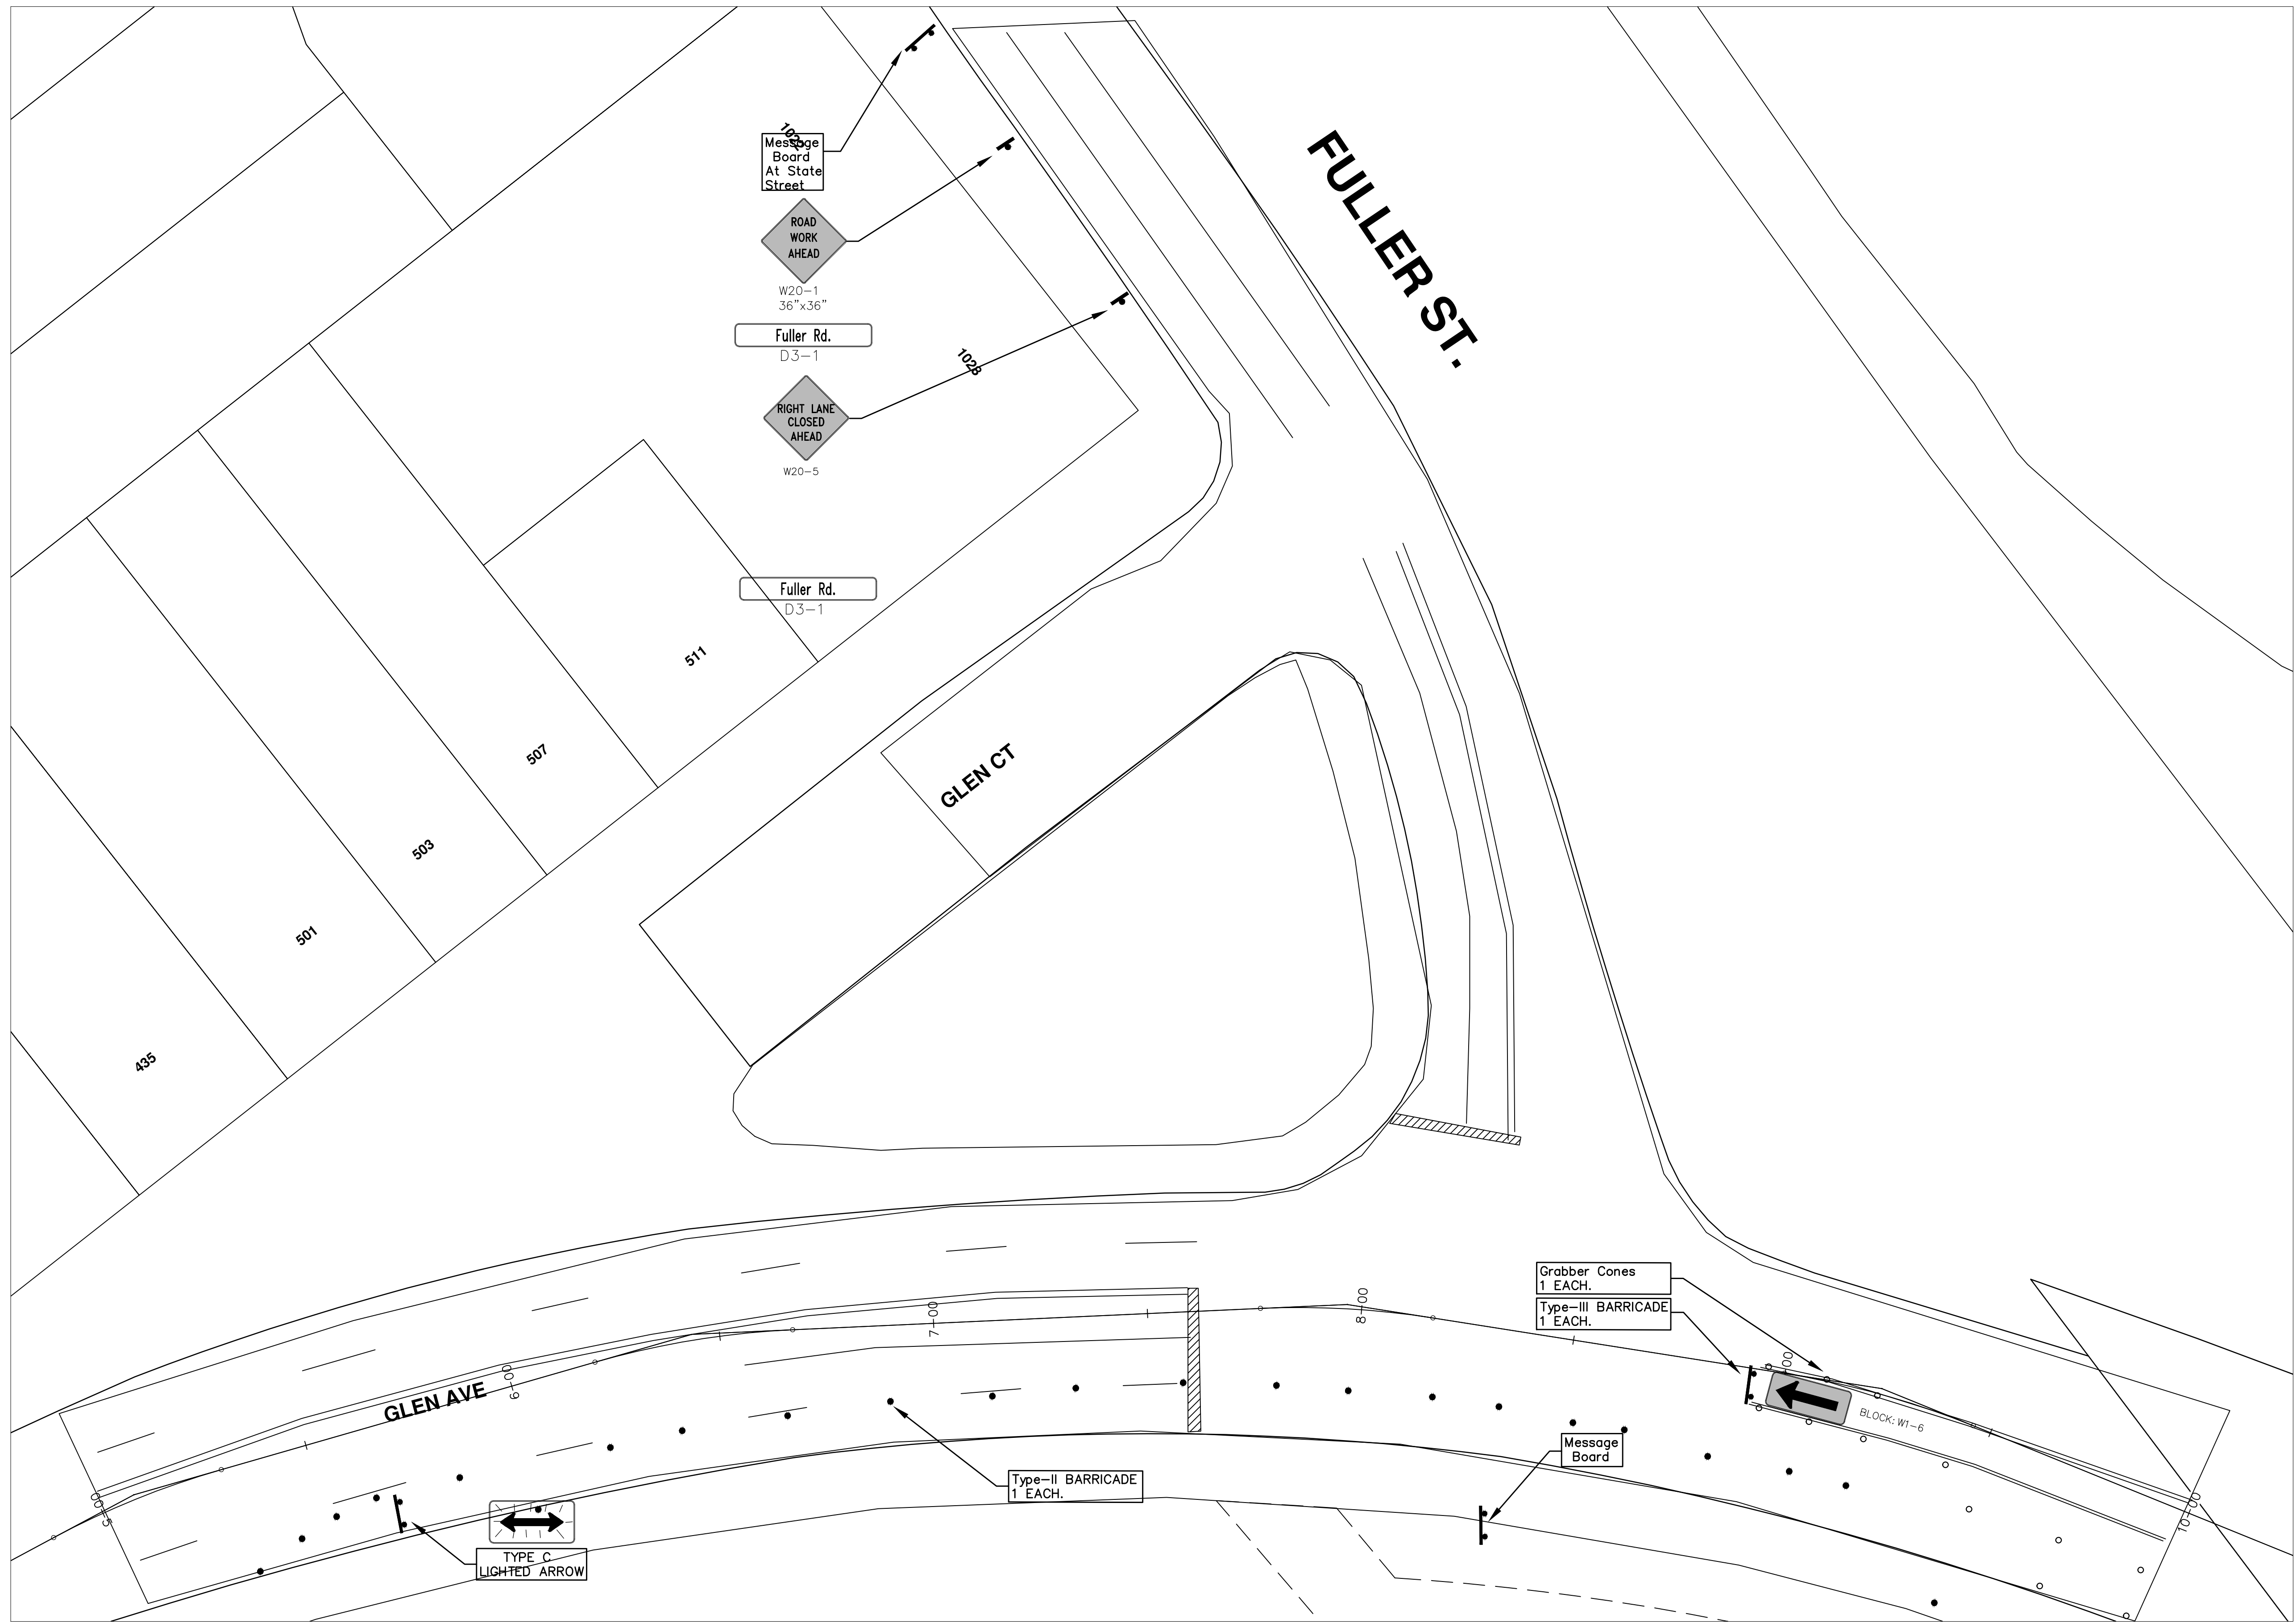 Message
Board
At State
Street
ROAD
WORK
AHEAD
W20-1
36"x36"
Fuller Rd.
D3-1
RIGHT LANE
CLOSED
AHEAD
W20-5
Fuller Rd.
D3-1
1028
FULLER ST.
511
507
503
501
435
GLEN CT
GLEN AVE
6-00
7-00
8-00
10-00
Grabber Cones
1 EACH.
Type-III BARRICADE
1 EACH.
BLOCK: W1-6
Message
Board
Type-II BARRICADE
1 EACH.
TYPE C
LIGHTED ARROW